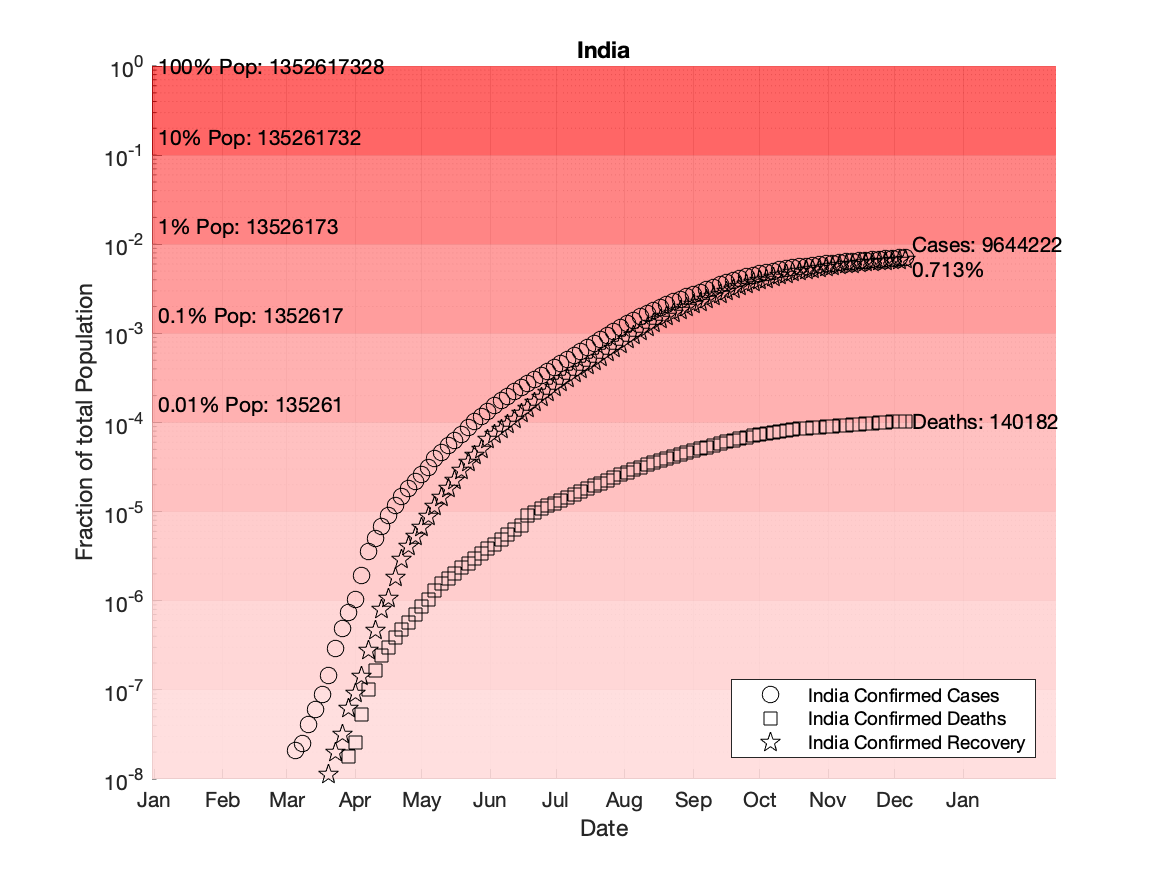 India
10^0
100% Pop: 1352617328
10% Pop: 135261732
10^-1
1% Pop: 13526173
10^-2
Cases: 9644222
0.713%
0.1% Pop: 1352617
10^-3
0.01% Pop: 135261
10^-4
Deaths: 140182
10^-5
10^-6
10^-7
10^-8
Fraction of total Population
India Confirmed Cases
India Confirmed Deaths
India Confirmed Recovery
Jan Feb Mar Apr May Jun Jul Aug Sep Oct Nov Dec Jan
Date